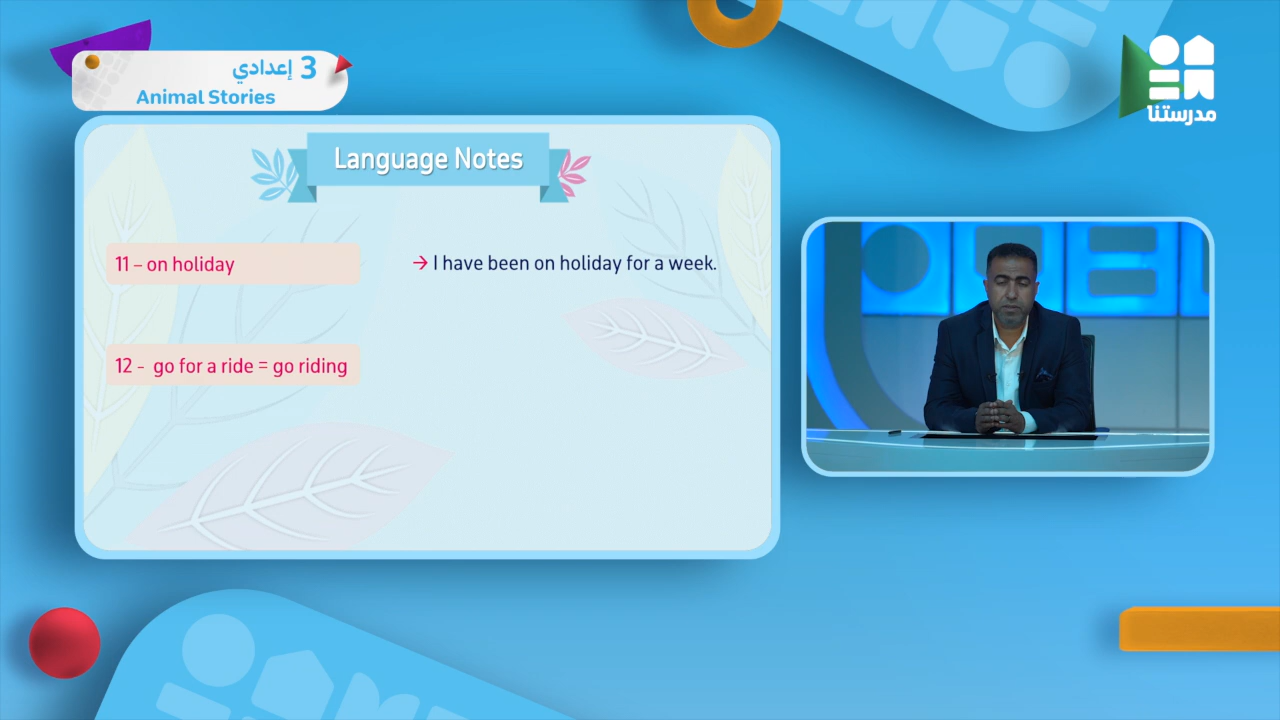 3 إعدادي
Animal Stories
مدرستنا
Language Notes
11 – on holiday
→ I have been on holiday for a week.
12 - go for a ride = go riding